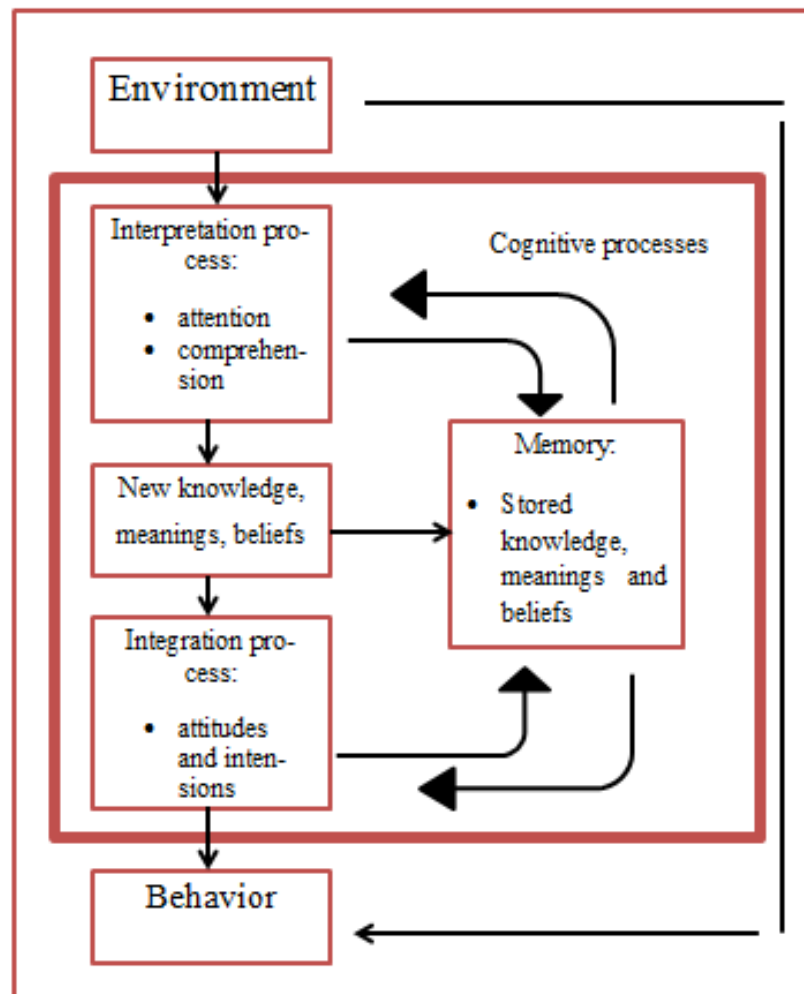 Environment
Interpretation pro-
cess:
• attention
• comprehen-
sion
Cognitive processes
New knowledge,
meanings, beliefs
Memory:
• Stored
knowledge,
meanings and
beliefs
Integration pro-
cess:
• attitudes
and inten-
sions
Behavior